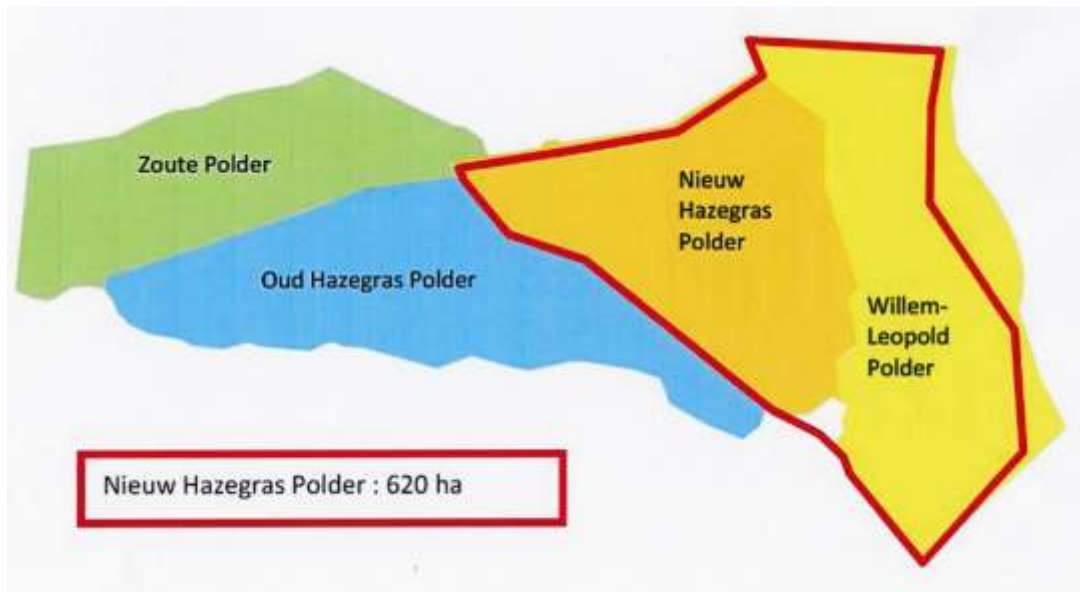 Zoute Polder
Nieuw
Hazegras
Polder
Oud Hazegras Polder
Willem-
Leopold
Polder
Nieuw Hazegras Polder : 620 ha